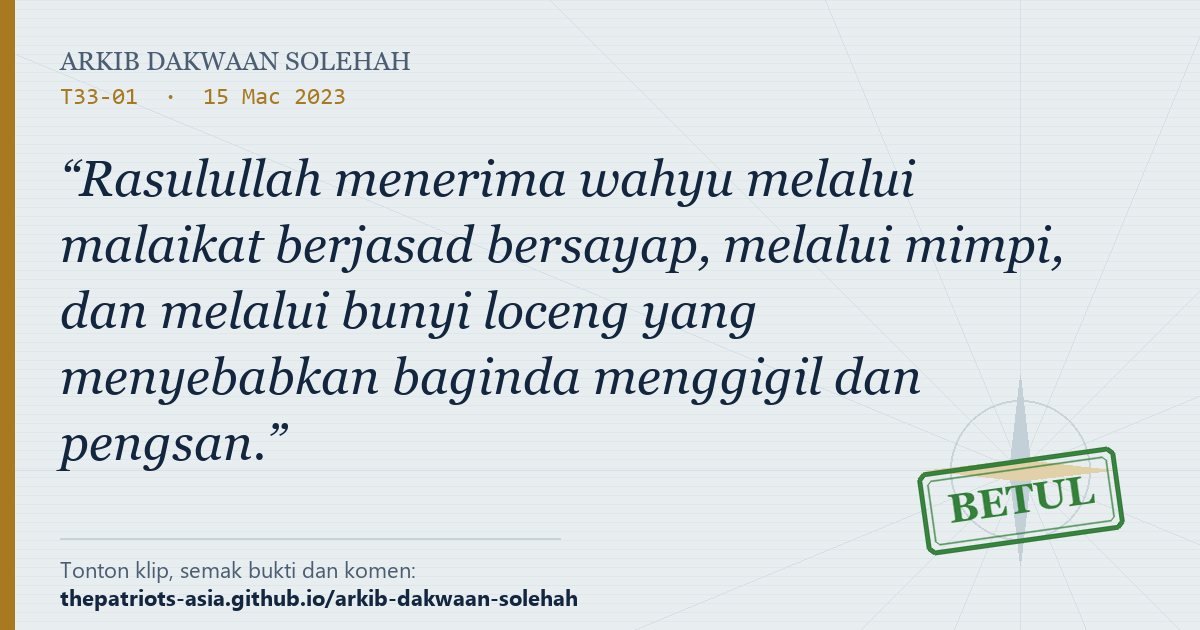 ARKIB DAKWAAN SOLEHAH
T33-01 · 15 Mac 2023
“Rasulullah menerima wahyu melalui
malaikat berjasad bersayap, melalui mimpi,
dan melalui bunyi loceng yang
menyebabkan baginda menggigil dan
pengsan.”
BETUL
Tonton klip, semak bukti dan komen:
thepatriots-asia.github.io/arkib-dakwaan-solehah